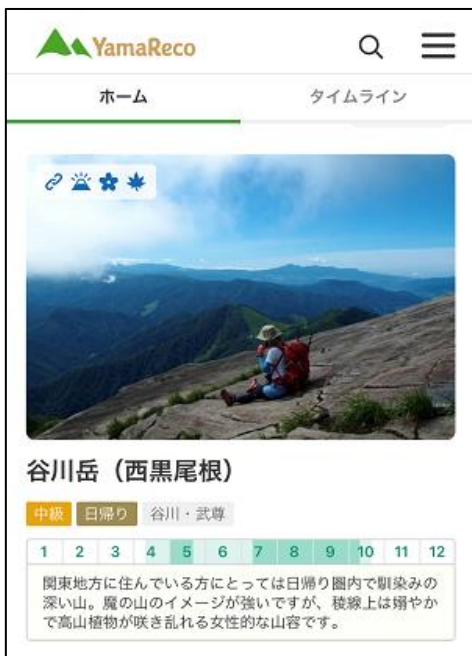 YamaReco
ホーム
タイムライン
谷川岳（西黒尾根）
中級 日帰り 谷川・武尊
1 2 3 4 5 6 7 8 9 10 11 12
関東地方に住んでいる方にとっては日帰り圏内で馴染みの
深い山。魔の山のイメージが強いですが、稜線上は嫋やか
で高山植物が咲き乱れる女性的な山容です。